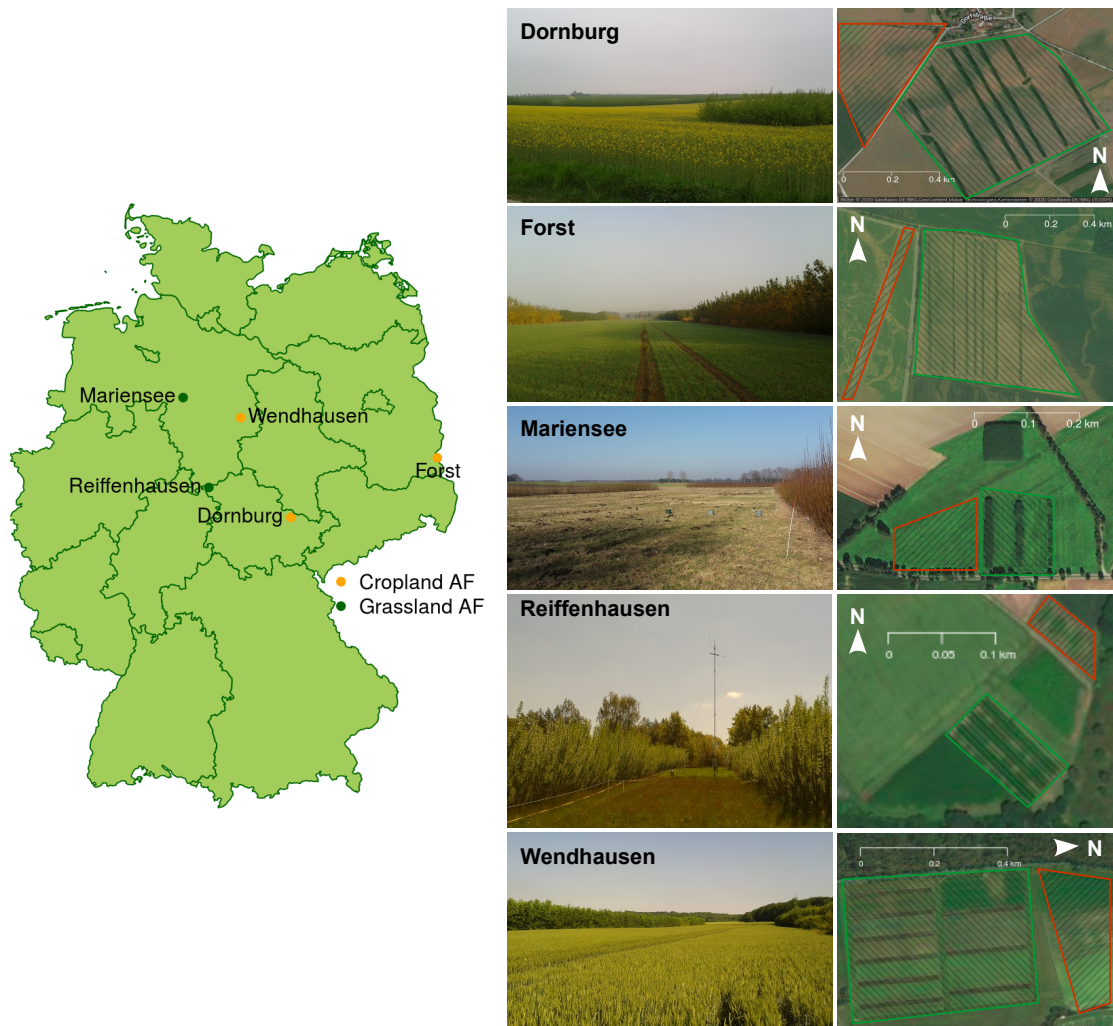 Mariensee
Wendhausen
Forst
Reiffenhausen
Dornburg
Cropland AF
Grassland AF
Dornburg
Dorfstraße
0 0.2 0.4 km
N
Forst
N
0 0.2 0.4 km
Mariensee
N
0 0.1 0.2 km
Reiffenhausen
N
0 0.05 0.1 km
Wendhausen
N
0 0.2 0.4 km